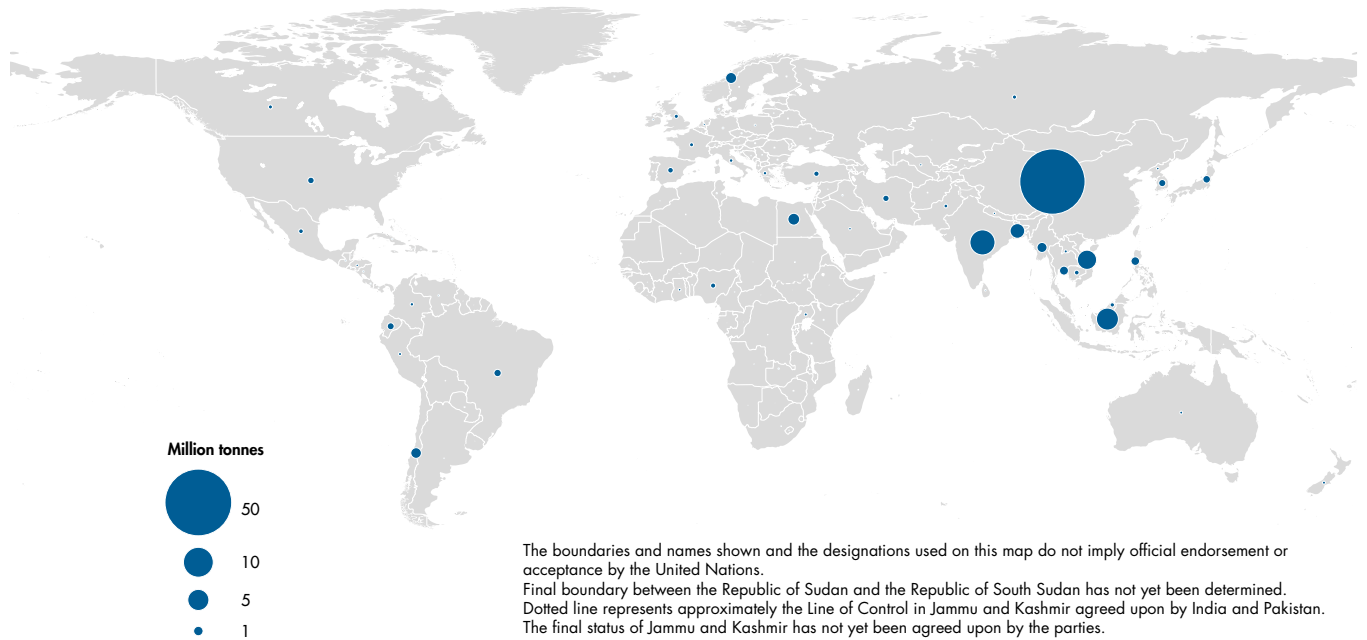 Million tonnes
50
10
5
1
The boundaries and names shown and the designations used on this map do not imply official endorsement or
acceptance by the United Nations.
Final boundary between the Republic of Sudan and the Republic of South Sudan has not yet been determined.
Dotted line represents approximately the Line of Control in Jammu and Kashmir agreed upon by India and Pakistan.
The final status of Jammu and Kashmir has not yet been agreed upon by the parties.